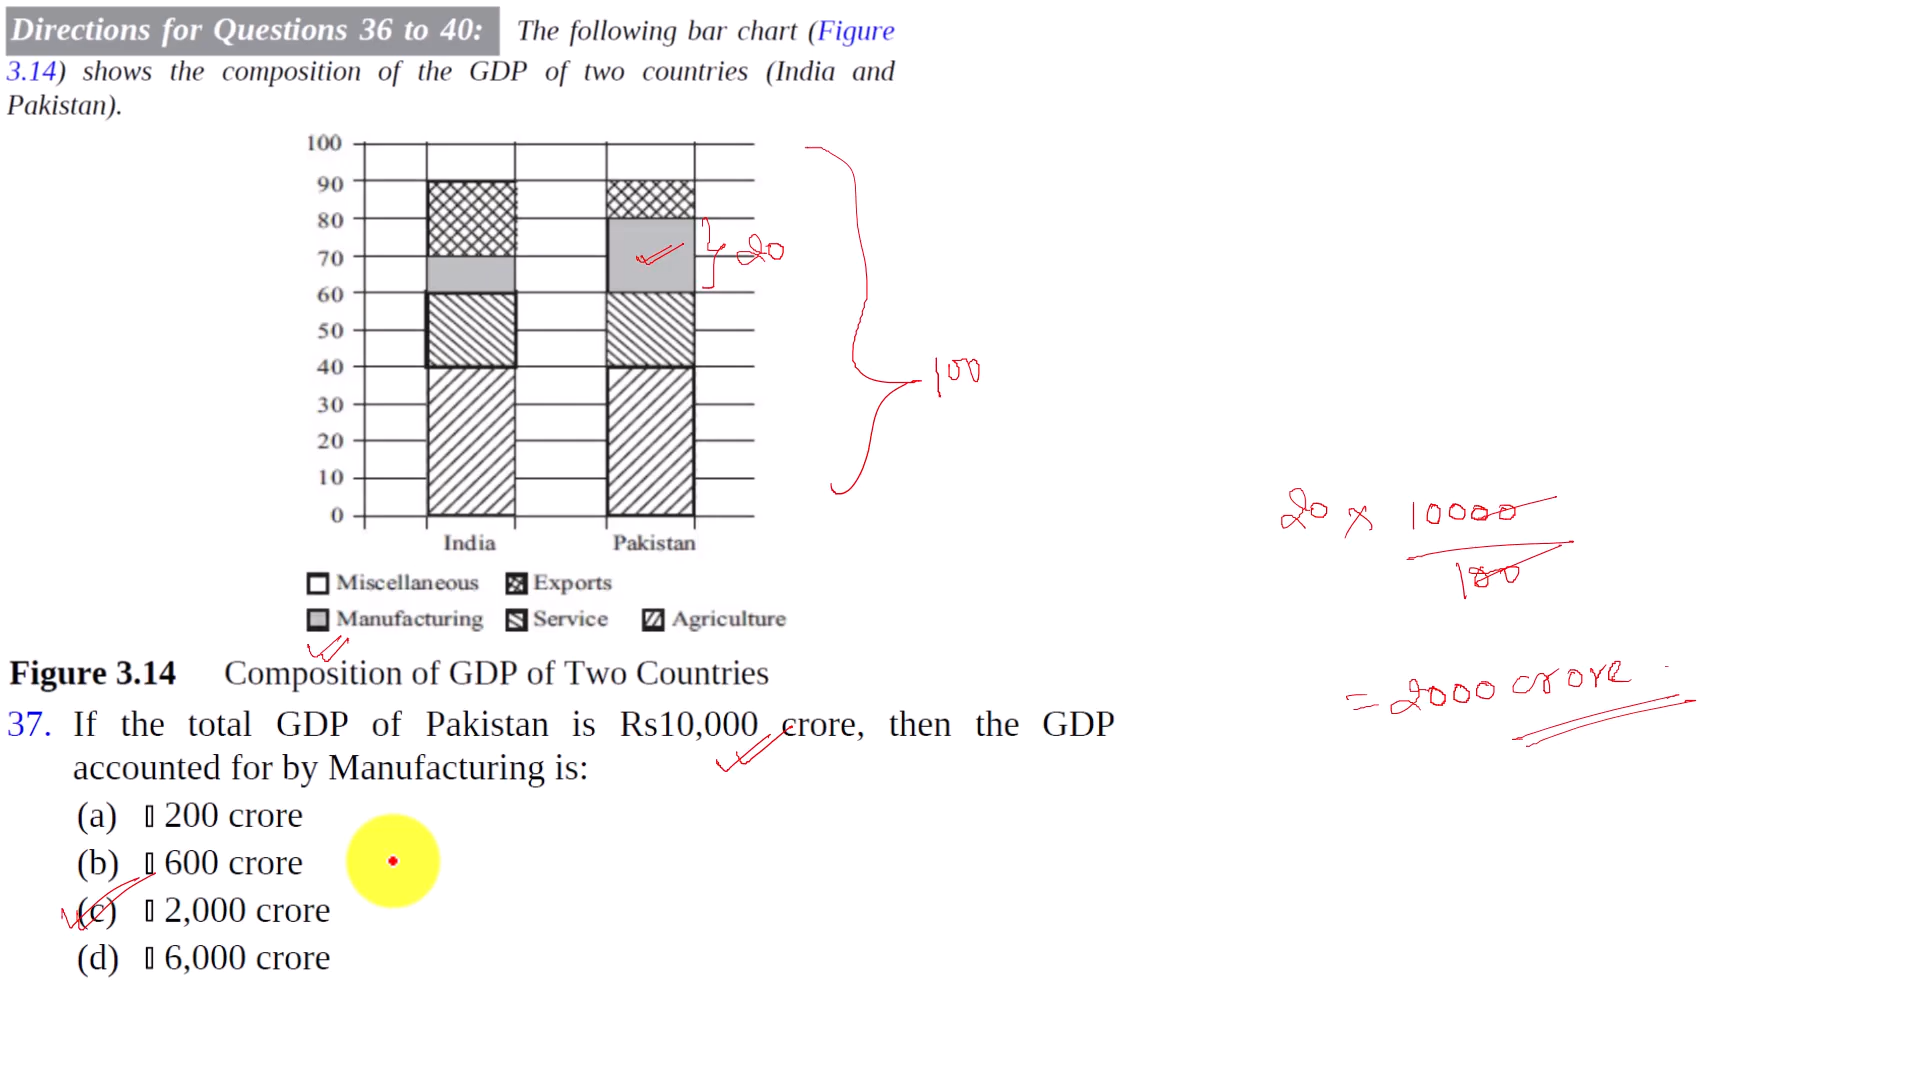 Directions for Questions 36 to 40: The following bar chart (Figure
3.14) shows the composition of the GDP of two countries (India and
Pakistan).
100
90
80
70
60
50
40
30
20
10
0
20
100
India Pakistan
Miscellaneous Exports
Manufacturing Service Agriculture
Figure 3.14 Composition of GDP of Two Countries
37. If the total GDP of Pakistan is Rs10,000 crore, then the GDP
accounted for by Manufacturing is:
(a) ▯ 200 crore
(b) ▯ 600 crore
(c) ▯ 2,000 crore
(d) ▯ 6,000 crore
20 × 10000
100
= 2000 crore